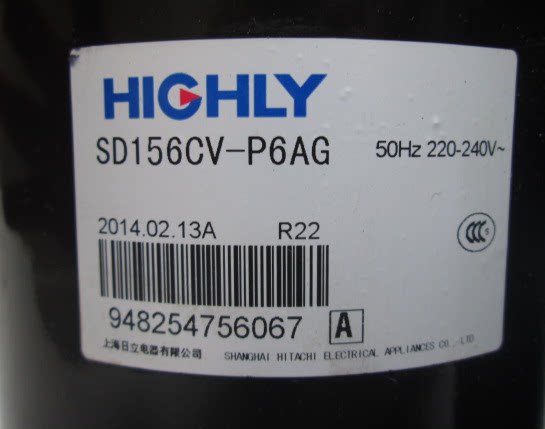 HIGHLY
SD156CV-P6AG 50Hz 220-240V~
2014.02.13A R22
CCC S
948254756067 A
上海日立电器有限公司 SHANGHAI HITACHI ELECTRICAL APPLIANCES CO.,LTD